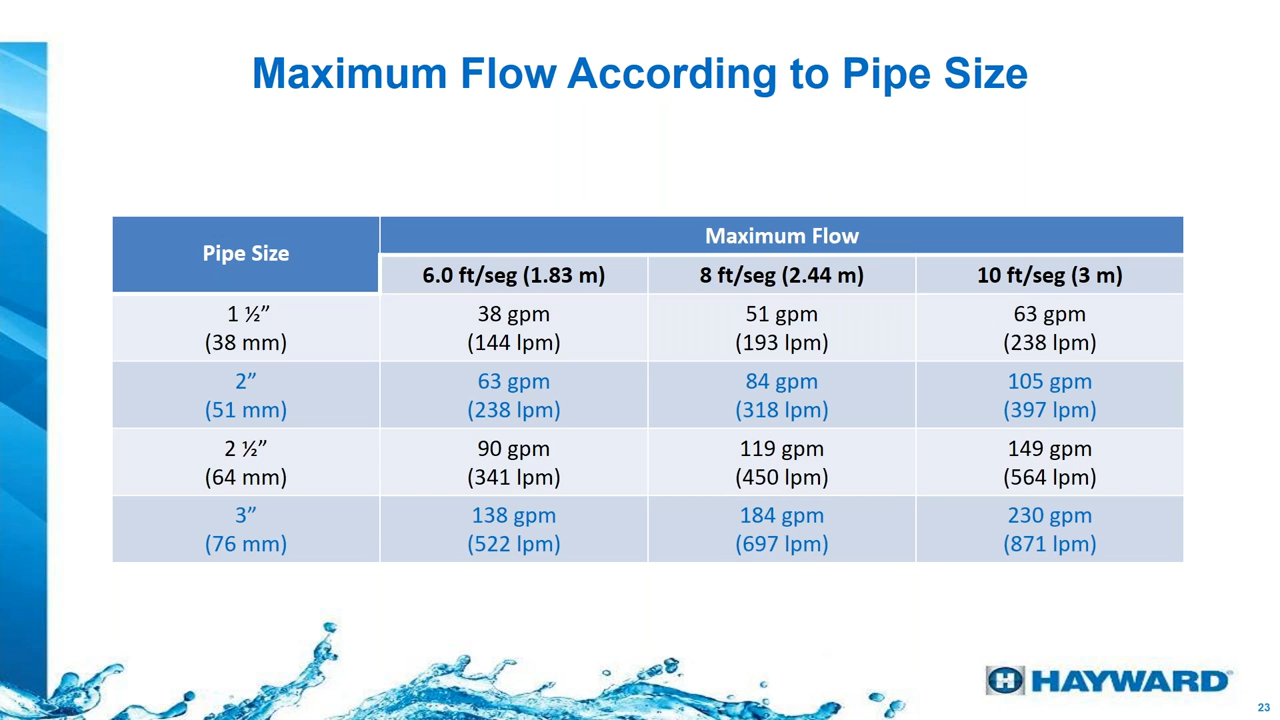 Maximum Flow According to Pipe Size
Pipe Size
Maximum Flow
6.0 ft/seg (1.83 m)
8 ft/seg (2.44 m)
10 ft/seg (3 m)
1 ½”
(38 mm)
38 gpm
(144 lpm)
51 gpm
(193 lpm)
63 gpm
(238 lpm)
2”
(51 mm)
63 gpm
(238 lpm)
84 gpm
(318 lpm)
105 gpm
(397 lpm)
2 ½”
(64 mm)
90 gpm
(341 lpm)
119 gpm
(450 lpm)
149 gpm
(564 lpm)
3”
(76 mm)
138 gpm
(522 lpm)
184 gpm
(697 lpm)
230 gpm
(871 lpm)
H HAYWARD
23